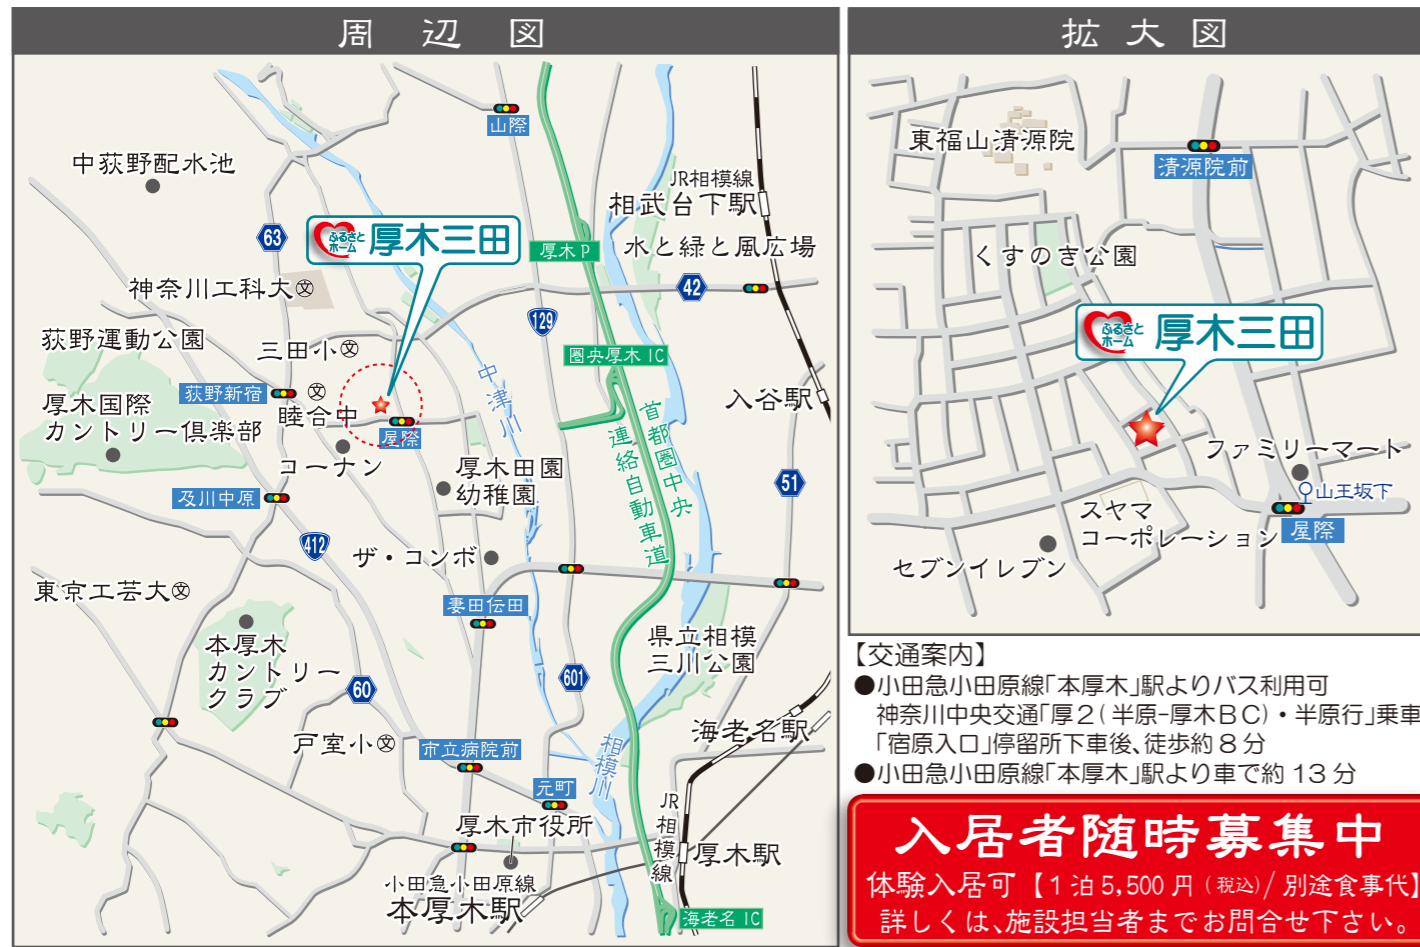 周辺図
山際
中荻野配水池
JR相模線
相武台下駅
63
ふるさと
ホーム
厚木三田
厚木P
水と緑と風広場
神奈川工科大文
42
129
荻野運動公園
三田小文
圏央厚木IC
中津川
荻野新宿
文
睦合中
入谷駅
厚木国際
カントリー倶楽部
屋際
首都圏中央
連絡自動車道
コーナン
厚木田園
幼稚園
及川中原
51
412
ザ・コンボ
東京工芸大文
妻田伝田
本厚木
カントリー
クラブ
県立相模
三川公園
60
601
戸室小文
市立病院前
海老名駅
相模川
元町
JR相模線
厚木市役所
厚木駅
小田急小田原線
本厚木駅
海老名IC
拡大図
東福山清源院
清源院前
くすのき公園
ふるさと
ホーム
厚木三田
ファミリーマート
山王坂下
スヤマ
コーポレーション
屋際
セブンイレブン
【交通案内】
●小田急小田原線「本厚木」駅よりバス利用可
神奈川中央交通「厚2(半原-厚木BC)・半原行」乗車
「宿原入口」停留所下車後、徒歩約8分
●小田急小田原線「本厚木」駅より車で約13分
入居者随時募集中
体験入居可【1泊5,500円(税込)/別途食事代】
詳しくは、施設担当者までお問合せ下さい。